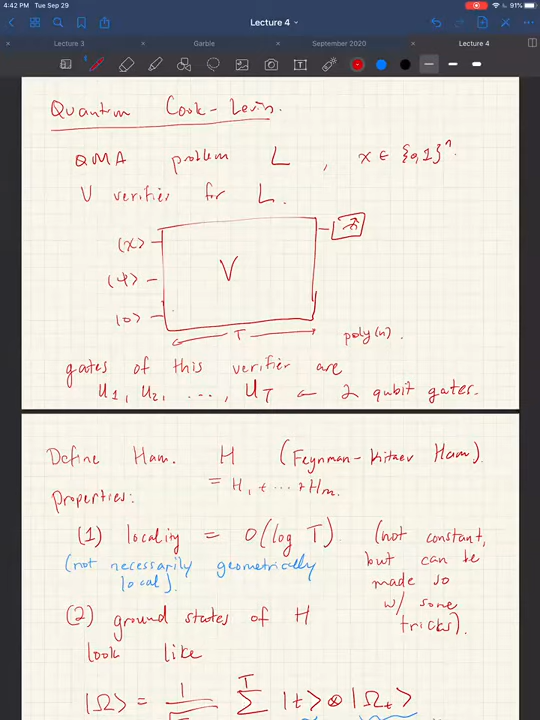 4:42 PM Tue Sep 29
91%
Lecture 4
Lecture 3
Garble
September 2020
Lecture 4
Quantum Cook-Levin.
QMA problem L, x ∈ {0,1}ⁿ.
V verifier for L.
|x⟩
|ψ⟩
|0⟩
V
T
poly(n).
gates of this verifier are
U₁, U₂, ..., U_T ← 2 qubit gates.
Define Ham. H (Feynman-Kitaev Ham).
= H₁ + ... + Hm.
Properties:
(1) locality = O(log T). (not constant, but can be made so w/ some tricks).
(not necessarily geometrically local).
(2) ground states of H
look like
|Ω⟩ = 1/√ Σ T |t⟩ ⊗ |Ω_t⟩